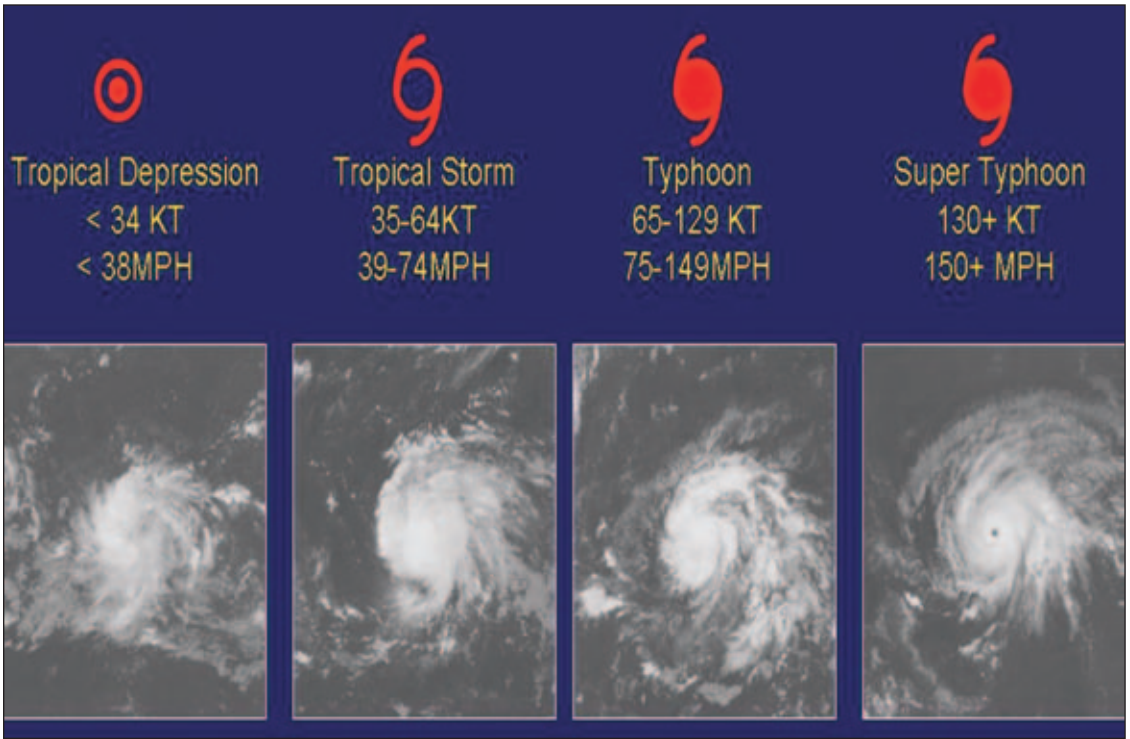 Tropical Depression
< 34 KT
< 38MPH
Tropical Storm
35-64KT
39-74MPH
Typhoon
65-129 KT
75-149MPH
Super Typhoon
130+ KT
150+ MPH